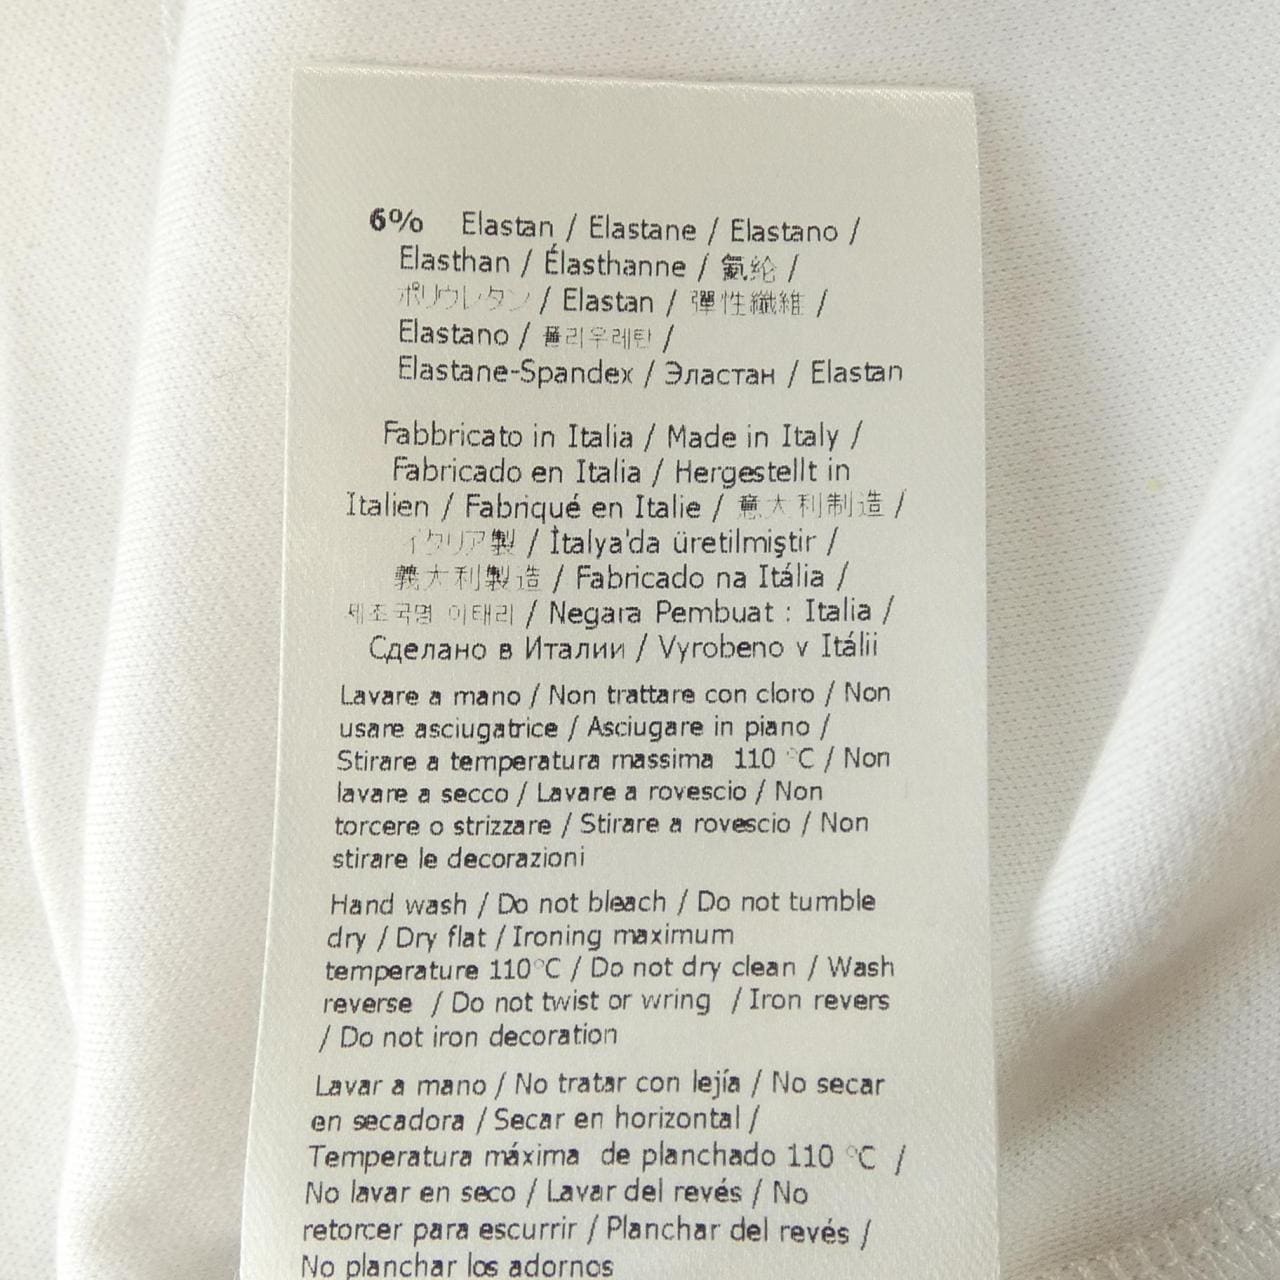 6% Elastan / Elastane / Elastano /
Elasthan / Élasthanne / 氨纶 /
ポリウレタン / Elastan / 彈性纖維 /
Elastano / 폴리우레탄 /
Elastane-Spandex / Эластан / Elastan
Fabbricato in Italia / Made in Italy /
Fabricado en Italia / Hergestellt in
Italien / Fabriqué en Italie / 意大利制造 /
イタリア製 / İtalya'da üretilmiştir /
義大利製造 / Fabricado na Itália /
제조국명 이태리 / Negara Pembuat : Italia /
Сделано в Италии / Vyrobeno v Itálii
Lavare a mano / Non trattare con cloro / Non
usare asciugatrice / Asciugare in piano /
Stirare a temperatura massima 110 °C / Non
lavare a secco / Lavare a rovescio / Non
torcere o strizzare / Stirare a rovescio / Non
stirare le decorazioni
Hand wash / Do not bleach / Do not tumble
dry / Dry flat / Ironing maximum
temperature 110°C / Do not dry clean / Wash
reverse / Do not twist or wring / Iron revers
/ Do not iron decoration
Lavar a mano / No tratar con lejía / No secar
en secadora / Secar en horizontal /
Temperatura máxima de planchado 110 °C /
No lavar en seco / Lavar del revés / No
retorcer para escurrir / Planchar del revés /
No planchar los adornos